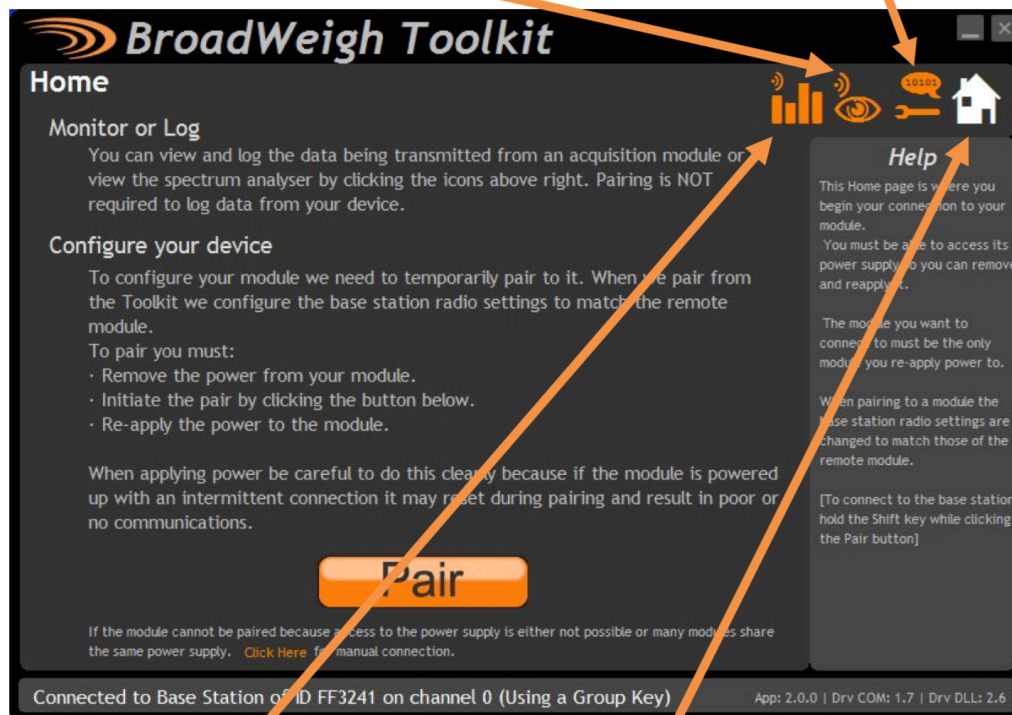 BroadWeigh Toolkit
Home
10101
Monitor or Log
You can view and log the data being transmitted from an acquisition module or
view the spectrum analyser by clicking the icons above right. Pairing is NOT
required to log data from your device.
Configure your device
To configure your module we need to temporarily pair to it. When we pair from
the Toolkit we configure the base station radio settings to match the remote
module.
To pair you must:
· Remove the power from your module.
· Initiate the pair by clicking the button below.
· Re-apply the power to the module.
When applying power be careful to do this cleanly because if the module is powered
up with an intermittent connection it may reset during pairing and result in poor or
no communications.
Pair
If the module cannot be paired because access to the power supply is either not possible or many modules share
the same power supply. Click Here for manual connection.
Help
This Home page is where you
begin your connection to your
module.
You must be able to access its
power supply so you can remove
and reapply it.
The module you want to
connect to must be the only
module you re-apply power to.
When pairing to a module the
base station radio settings are
changed to match those of the
remote module.
[To connect to the base station
hold the Shift key while clicking
the Pair button]
Connected to Base Station of ID FF3241 on channel 0 (Using a Group Key)
App: 2.0.0 | Drv COM: 1.7 | Drv DLL: 2.6